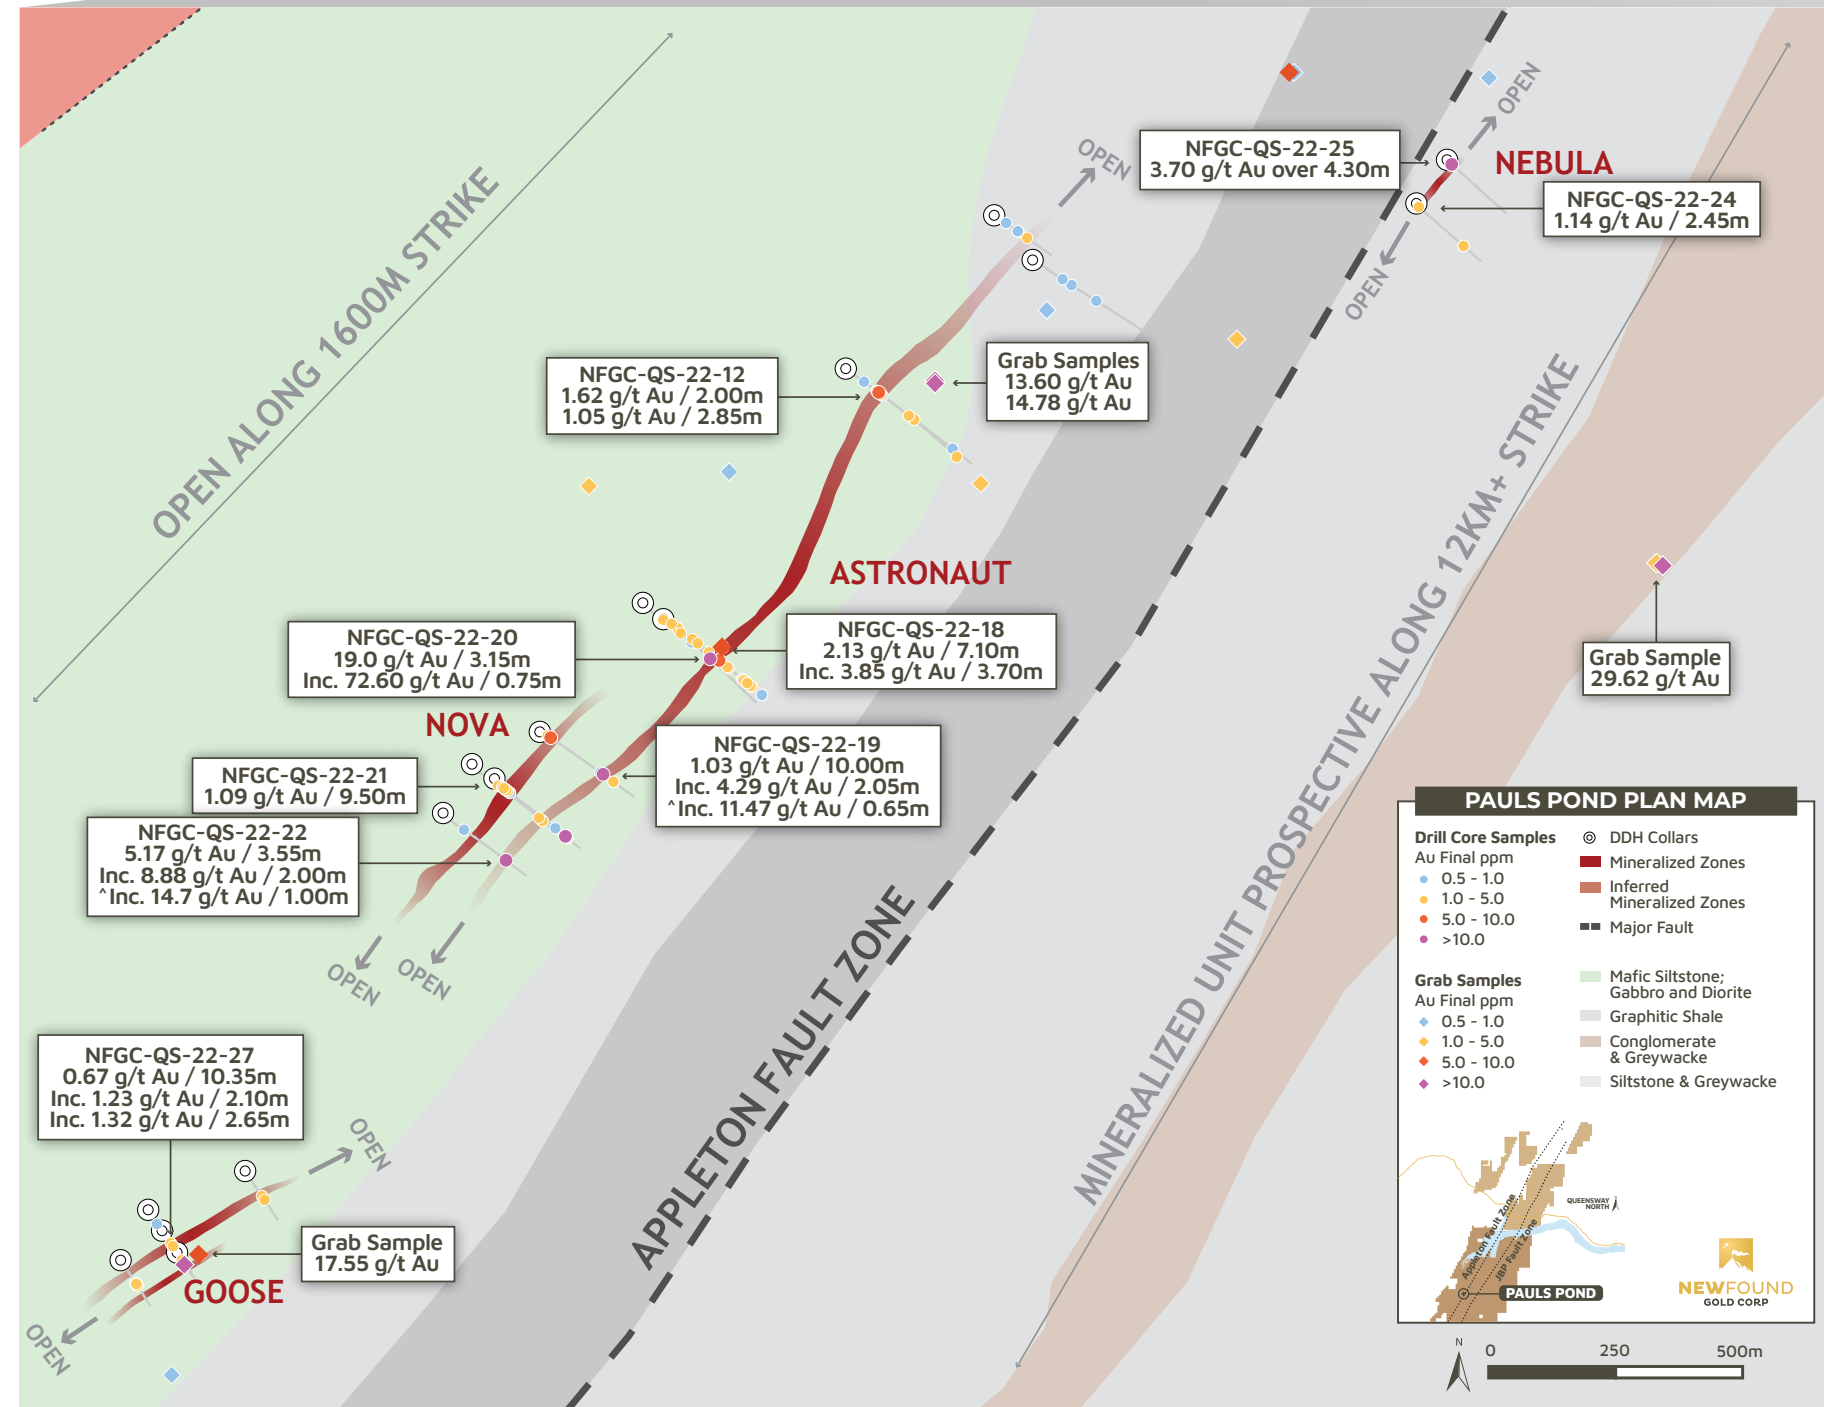 OPEN ALONG 1600M STRIKE
OPEN
OPEN
NFGC-QS-22-25
3.70 g/t Au over 4.30m
NEBULA
NFGC-QS-22-24
1.14 g/t Au / 2.45m
OPEN
NFGC-QS-22-12
1.62 g/t Au / 2.00m
1.05 g/t Au / 2.85m
Grab Samples
13.60 g/t Au
14.78 g/t Au
ASTRONAUT
NFGC-QS-22-20
19.0 g/t Au / 3.15m
Inc. 72.60 g/t Au / 0.75m
NFGC-QS-22-18
2.13 g/t Au / 7.10m
Inc. 3.85 g/t Au / 3.70m
Grab Sample
29.62 g/t Au
NOVA
NFGC-QS-22-19
1.03 g/t Au / 10.00m
Inc. 4.29 g/t Au / 2.05m
^Inc. 11.47 g/t Au / 0.65m
NFGC-QS-22-21
1.09 g/t Au / 9.50m
NFGC-QS-22-22
5.17 g/t Au / 3.55m
Inc. 8.88 g/t Au / 2.00m
^Inc. 14.7 g/t Au / 1.00m
OPEN
OPEN
MINERALIZED UNIT PROSPECTIVE ALONG 12KM+ STRIKE
APPLETON FAULT ZONE
NFGC-QS-22-27
0.67 g/t Au / 10.35m
Inc. 1.23 g/t Au / 2.10m
Inc. 1.32 g/t Au / 2.65m
OPEN
Grab Sample
17.55 g/t Au
GOOSE
OPEN
PAULS POND PLAN MAP
Drill Core Samples
Au Final ppm
0.5 - 1.0
1.0 - 5.0
5.0 - 10.0
>10.0
Grab Samples
Au Final ppm
0.5 - 1.0
1.0 - 5.0
5.0 - 10.0
>10.0
DDH Collars
Mineralized Zones
Inferred
Mineralized Zones
Major Fault
Mafic Siltstone;
Gabbro and Diorite
Graphitic Shale
Conglomerate
& Greywacke
Siltstone & Greywacke
QUEENSWAY
NORTH
Appleton Fault Zone
JBP Fault Zone
PAULS POND
NEWFOUND
GOLD CORP
N
0 250 500m